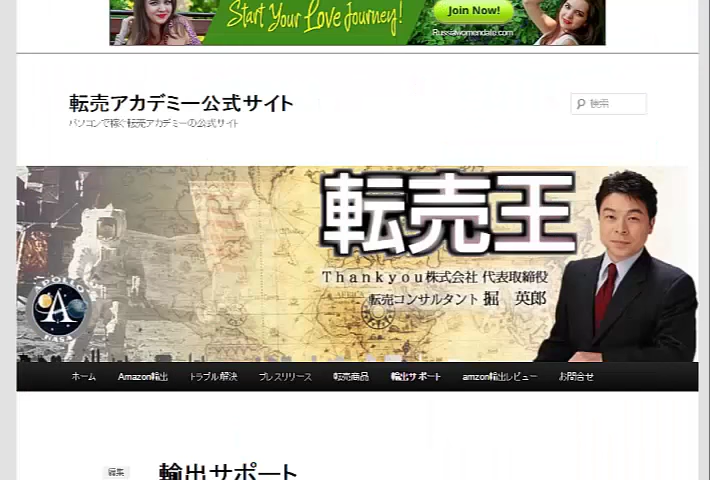 Start Your Love Journey!
Join Now!
Russiawomendate.com
転売アカデミー公式サイト
パソコンで稼ぐ転売アカデミーの公式サイト
検索
転売王
Thankyou株式会社 代表取締役
転売コンサルタント 掘 英郎
APOLLO
A
NASA
ホーム Amazon輸出 トラブル解決 プレスリリース 転売商品 輸出サポート amzon輸出レビュー お問合せ
編集
輸出サポート